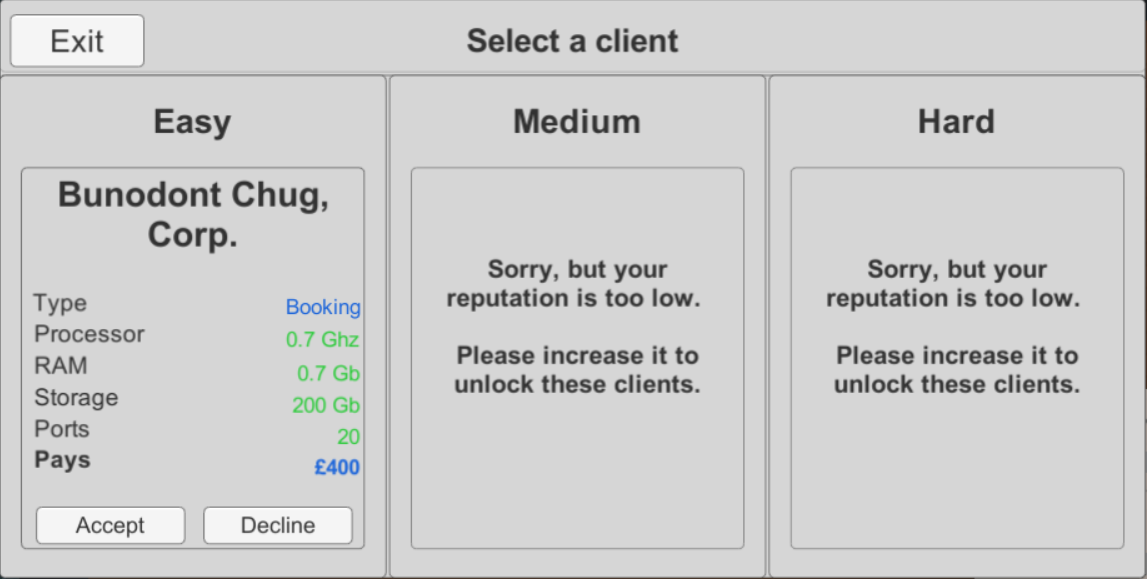 Exit
Select a client
Easy
Bunodont Chug,
Corp.
Type Booking
Processor 0.7 Ghz
RAM 0.7 Gb
Storage 200 Gb
Ports 20
Pays £400
Accept Decline
Medium
Sorry, but your
reputation is too low.
Please increase it to
unlock these clients.
Hard
Sorry, but your
reputation is too low.
Please increase it to
unlock these clients.